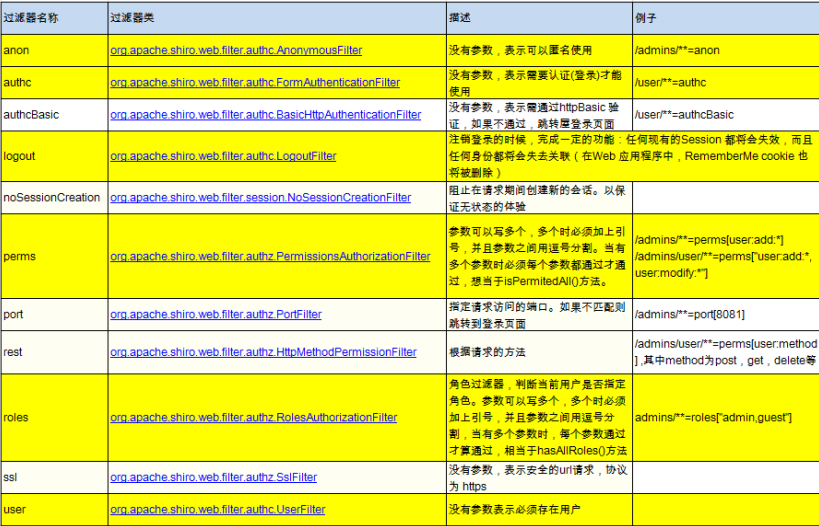 过滤器名称 过滤器类 描述 例子
anon org.apache.shiro.web.filter.authc.AnonymousFilter 没有参数，表示可以匿名使用 /admins/**=anon
authc org.apache.shiro.web.filter.authc.FormAuthenticationFilter 没有参数，表示需要认证(登录)才能
使用 /user/**=authc
authcBasic org.apache.shiro.web.filter.authc.BasicHttpAuthenticationFilter 没有参数，表示需通过httpBasic 验
证，如果不通过，跳转屋登录页面 /user/**=authcBasic
logout org.apache.shiro.web.filter.authc.LogoutFilter 注销登录的时候，完成一定的功能：任何现有的Session 都将会失效，而且
任何身份都将会失去关联（在Web 应用程序中，RememberMe cookie 也
将被删除）
noSessionCreation org.apache.shiro.web.filter.session.NoSessionCreationFilter 阻止在请求期间创建新的会话。以保
证无状态的体验
perms org.apache.shiro.web.filter.authz.PermissionsAuthorizationFilter 参数可以写多个，多个时必须加上引
号，并且参数之间用逗号分割。当有
多个参数时必须每个参数都通过才通
过，想当于isPermitedAll()方法。
/admins/**=perms[user:add:*]
/admins/user/**=perms["user:add:*,
user:modify:*"]
port org.apache.shiro.web.filter.authz.PortFilter 指定请求访问的端口。如果不匹配则
跳转到登录页面 /admins/**=port[8081]
rest org.apache.shiro.web.filter.authz.HttpMethodPermissionFilter 根据请求的方法 /admins/user/**=perms[user:method
] ,其中method为post，get，delete等
roles org.apache.shiro.web.filter.authz.RolesAuthorizationFilter 角色过滤器，判断当前用户是否指定
角色。参数可以写多个，多个时必须
加上引号，并且参数之间用逗号分
割，当有多个参数时，每个参数通过
才算通过，相当于hasAllRoles()方法
admins/**=roles["admin,guest"]
ssl org.apache.shiro.web.filter.authz.SslFilter 没有参数，表示安全的url请求，协议
为 https
user org.apache.shiro.web.filter.authc.UserFilter 没有参数表示必须存在用户